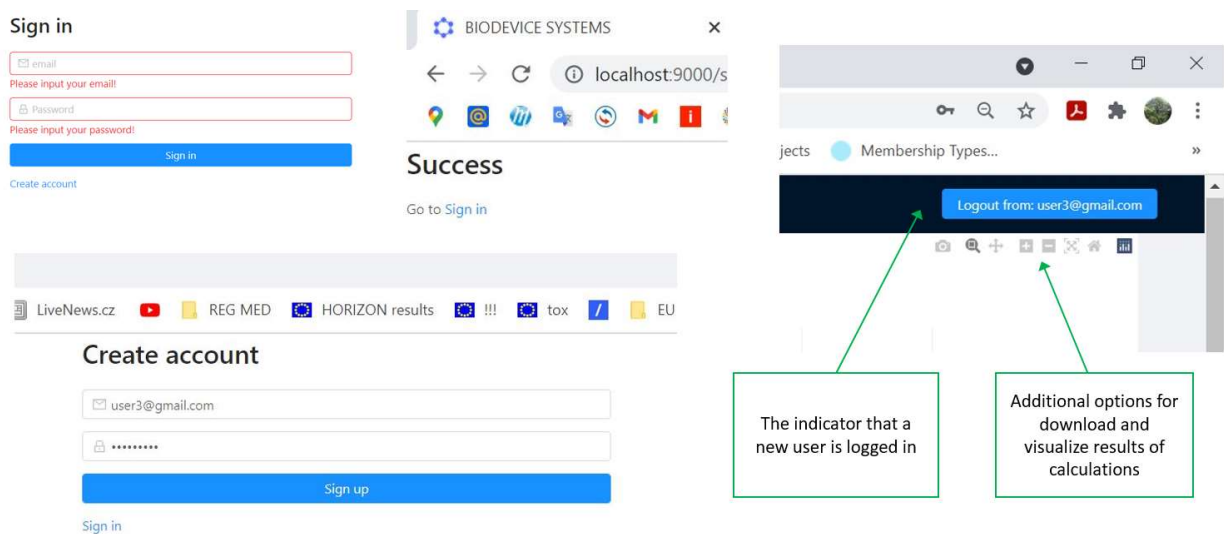 Sign in
email
Please input your email!
Password
Please input your password!
Sign in
Create account
BIODEVICE SYSTEMS
localhost:9000/s
Success
Go to Sign in
jects Membership Types...
Logout from: user3@gmail.com
LiveNews.cz REG MED HORIZON results !!! tox EU
Create account
user3@gmail.com
•••••••••
Sign up
Sign in
The indicator that a
new user is logged in
Additional options for
download and
visualize results of
calculations